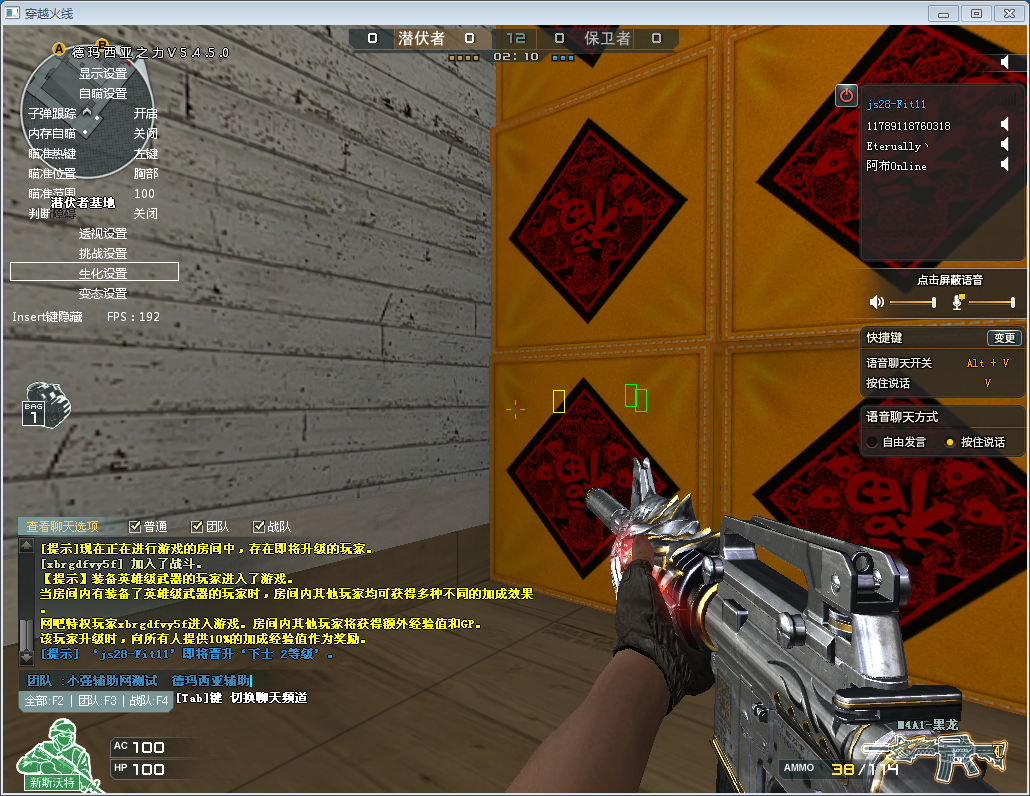 穿越火线
0 潜伏者 0 12 0 保卫者 0
02:10
A
B
德玛西亚之力V5.4.5.0
显示设置
自瞄设置
子弹跟踪 开启
内存自瞄 关闭
瞄准热键 左键
瞄准位置 胸部
瞄准范围 100
潜伏者基地
判断障碍 关闭
透视设置
挑战设置
生化设置
变态设置
Insert键隐藏 FPS：192
js28-Fit11
11789118760318
Eterually丶
阿布Online
点击屏蔽语音
快捷键 变更
语音聊天开关 Alt + V
按住说话 V
语音聊天方式
自由发言 按住说话
BAG
1
查看聊天选项 普通 团队 战队
[提示]现在正在进行游戏的房间中，存在即将升级的玩家。
[xbrgdfvy5f] 加入了战斗。
【提示】装备英雄级武器的玩家进入了游戏。
当房间内有装备了英雄级武器的玩家时，房间内其他玩家均可获得多种不同的加成效果
。
网吧特权玩家xbrgdfvy5f进入游戏。房间内其他玩家将获得额外经验值和GP。
该玩家升级时，向所有人提供10%的加成经验值作为奖励。
[提示] ‘js28-Fit11’即将晋升‘下士 2等级’。
团队 :小强辅助网测试 德玛西亚辅助
全部:F2 | 团队:F3 | 战队:F4 [Tab]键 切换聊天频道
AC 100
HP 100
新斯沃特
M4A1-黑龙
AMMO 38/114